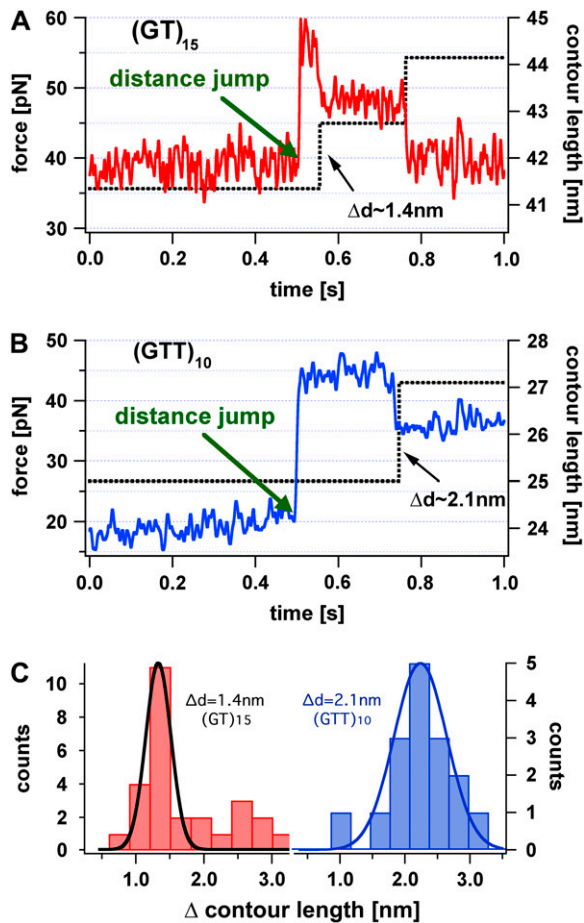 A
(GT)15
distance jump
Δd~1.4nm
force [pN]
60
50
40
30
contour length [nm]
45
44
43
42
41
0.0 0.2 0.4 0.6 0.8 1.0
time [s]
B
(GTT)10
distance jump
Δd~2.1nm
force [pN]
50
40
30
20
contour length [nm]
28
27
26
25
24
0.0 0.2 0.4 0.6 0.8 1.0
time [s]
C
Δd=1.4nm
(GT)15
Δd=2.1nm
(GTT)10
counts
10
8
6
4
2
0
counts
5
4
3
2
1
0
1.0 2.0 3.0 1.0 2.0 3.0
Δ contour length [nm]